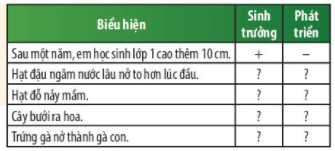 Biểu hiện Sinh trưởng Phát triển
Sau một năm, em học sinh lớp 1 cao thêm 10 cm. + –
Hạt đậu ngâm nước lâu nở to hơn lúc đầu. ? ?
Hạt đỗ nảy mầm. ? ?
Cây bưởi ra hoa. ? ?
Trứng gà nở thành gà con. ? ?